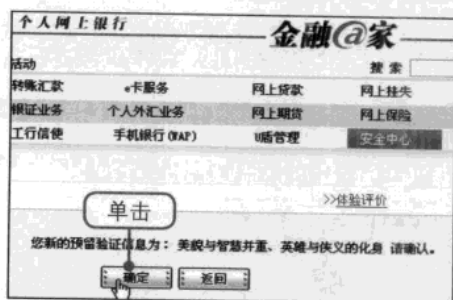 个人网上银行
金融@家
活动
搜索
转账汇款 e卡服务 网上贷款 网上挂失
银证业务 个人外汇业务 网上期货 网上保险
工行信使 手机银行(WAP) U盾管理 安全中心
>>体验评价
单击
您新的预留验证信息为：美貌与智慧并重、英雄与侠义的化身 请确认。
确定 返回